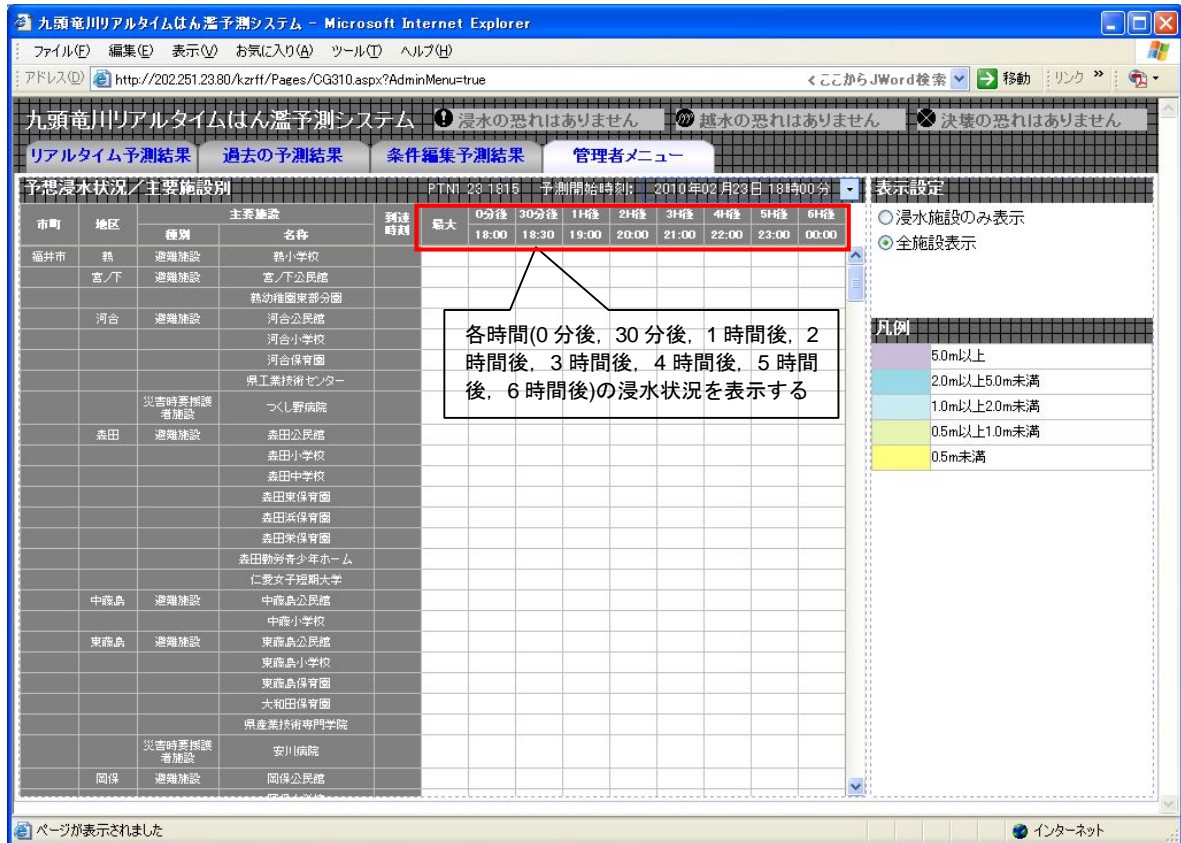 九頭竜川リアルタイムはん濫予測システム - Microsoft Internet Explorer
ファイル(F) 編集(E) 表示(V) お気に入り(A) ツール(T) ヘルプ(H)
アドレス(D) http://202.251.23.80/kzrff/Pages/CG310.aspx?AdminMenu=true くここからJWord検索 移動 リンク »
九頭竜川リアルタイムはん濫予測システム 浸水の恐れはありません 越水の恐れはありません 決壊の恐れはありません
リアルタイム予測結果 過去の予測結果 条件編集予測結果 管理者メニュー
予想浸水状況/主要施設別 PTN1 23 1815 予測開始時刻: 2010年02月23日 18時00分 表示設定
市町 地区 主要施設 到達時刻 最大 0分後 30分後 1H後 2H後 3H後 4H後 5H後 6H後
種別 名称 18:00 18:30 19:00 20:00 21:00 22:00 23:00 00:00
浸水施設のみ表示
全施設表示
福井市 鶉 避難施設 鶉小学校
宮ノ下 避難施設 宮ノ下公民館
鶉幼稚園東部分園
河合 避難施設 河合公民館
河合小学校
河合保育園
県工業技術センター
災害時要援護者施設 つくし野病院
森田 避難施設 森田公民館
森田小学校
森田中学校
森田東保育園
森田浜保育園
森田栄保育園
森田勤労青少年ホーム
仁愛女子短期大学
中藤島 避難施設 中藤島公民館
中藤小学校
東藤島 避難施設 東藤島公民館
東藤島小学校
東藤島保育園
大和田保育園
県産業技術専門学院
災害時要援護者施設 安川病院
岡保 避難施設 岡保公民館
各時間(0 分後, 30 分後, 1 時間後, 2
時間後, 3 時間後, 4 時間後, 5 時間
後, 6 時間後)の浸水状況を表示する
凡例
5.0m以上
2.0m以上5.0m未満
1.0m以上2.0m未満
0.5m以上1.0m未満
0.5m未満
ページが表示されました インターネット